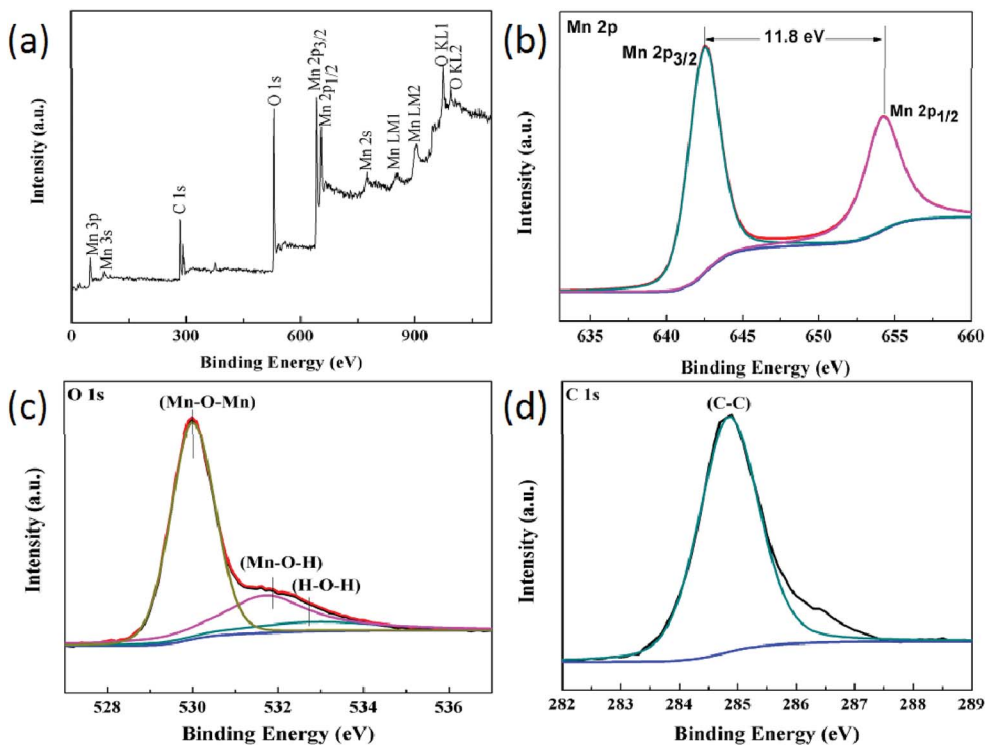 (a)
Intensity (a.u.)
Mn 3p
Mn 3s
C 1s
O 1s
Mn 2p3/2
Mn 2p1/2
Mn 2s
Mn LM1
Mn LM2
O KL1
O KL2
0 300 600 900
Binding Energy (eV)
(b)
Mn 2p
Mn 2p3/2
11.8 eV
Mn 2p1/2
Intensity (a.u.)
635 640 645 650 655 660
Binding Energy (eV)
(c)
O 1s
(Mn-O-Mn)
(Mn-O-H)
(H-O-H)
Intensity (a.u.)
528 530 532 534 536
Binding Energy (eV)
(d)
C 1s
(C-C)
Intensity (a.u.)
282 283 284 285 286 287 288 289
Binding Energy (eV)